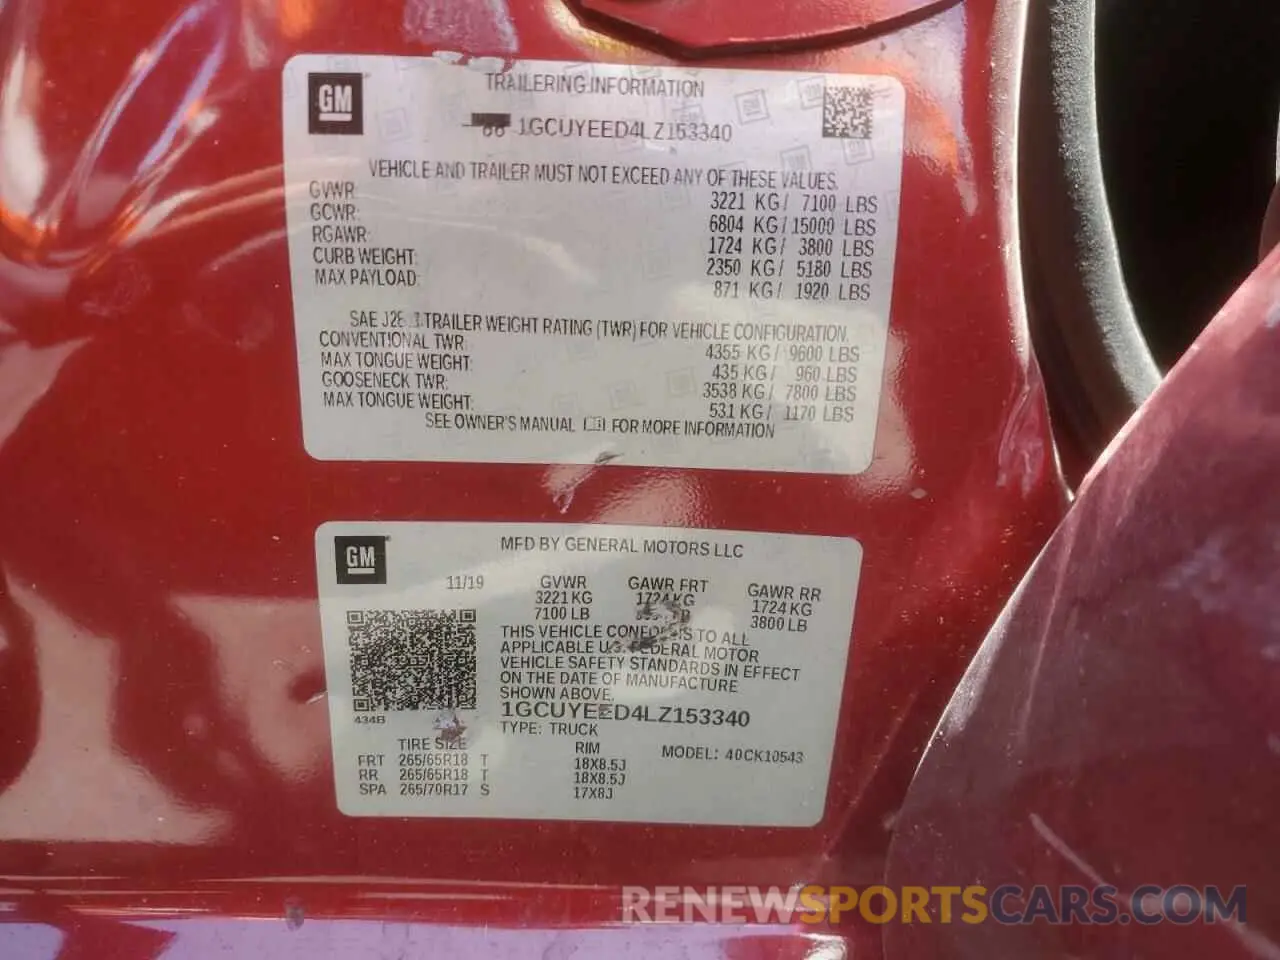 GM
TRAILERING INFORMATION
1GCUYEED4LZ153340
VEHICLE AND TRAILER MUST NOT EXCEED ANY OF THESE VALUES.
GVWR: 3221 KG/ 7100 LBS
GCWR: 6804 KG/ 15000 LBS
RGAWR: 1724 KG/ 3800 LBS
CURB WEIGHT: 2350 KG/ 5180 LBS
MAX PAYLOAD: 871 KG/ 1920 LBS
SAE TRAILER WEIGHT RATING (TWR) FOR VEHICLE CONFIGURATION.
CONVENTIONAL TWR: 4355 KG/ 9600 LBS
MAX TONGUE WEIGHT: 435 KG/ 960 LBS
GOOSENECK TWR: 3538 KG/ 7800 LBS
MAX TONGUE WEIGHT: 531 KG/ 1170 LBS
SEE OWNER'S MANUAL FOR MORE INFORMATION
GM
MFD BY GENERAL MOTORS LLC
11/19 GVWR GAWR FRT GAWR RR
3221 KG 1724 KG 1724 KG
7100 LB 3800 LB
THIS VEHICLE CONFORMS TO ALL
APPLICABLE U.S. FEDERAL MOTOR
VEHICLE SAFETY STANDARDS IN EFFECT
ON THE DATE OF MANUFACTURE
SHOWN ABOVE.
1GCUYEED4LZ153340
434B
TYPE: TRUCK
TIRE SIZE RIM MODEL: 40CK10543
FRT 265/65R18 T 18X8.5J
RR 265/65R18 T 18X8.5J
SPA 265/70R17 S 17X8J
RENEWSPORTSCARS.COM